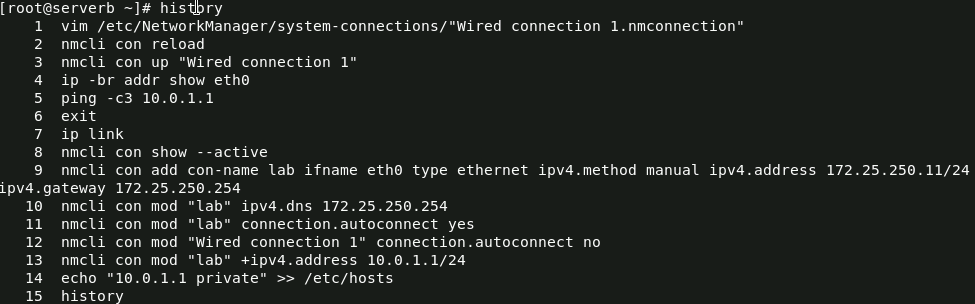 [root@serverb ~]# history
    1  vim /etc/NetworkManager/system-connections/"Wired connection 1.nmconnection"
    2  nmcli con reload
    3  nmcli con up "Wired connection 1"
    4  ip -br addr show eth0
    5  ping -c3 10.0.1.1
    6  exit
    7  ip link
    8  nmcli con show --active
    9  nmcli con add con-name lab ifname eth0 type ethernet ipv4.method manual ipv4.address 172.25.250.11/24
ipv4.gateway 172.25.250.254
   10  nmcli con mod "lab" ipv4.dns 172.25.250.254
   11  nmcli con mod "lab" connection.autoconnect yes
   12  nmcli con mod "Wired connection 1" connection.autoconnect no
   13  nmcli con mod "lab" +ipv4.address 10.0.1.1/24
   14  echo "10.0.1.1 private" >> /etc/hosts
   15  history